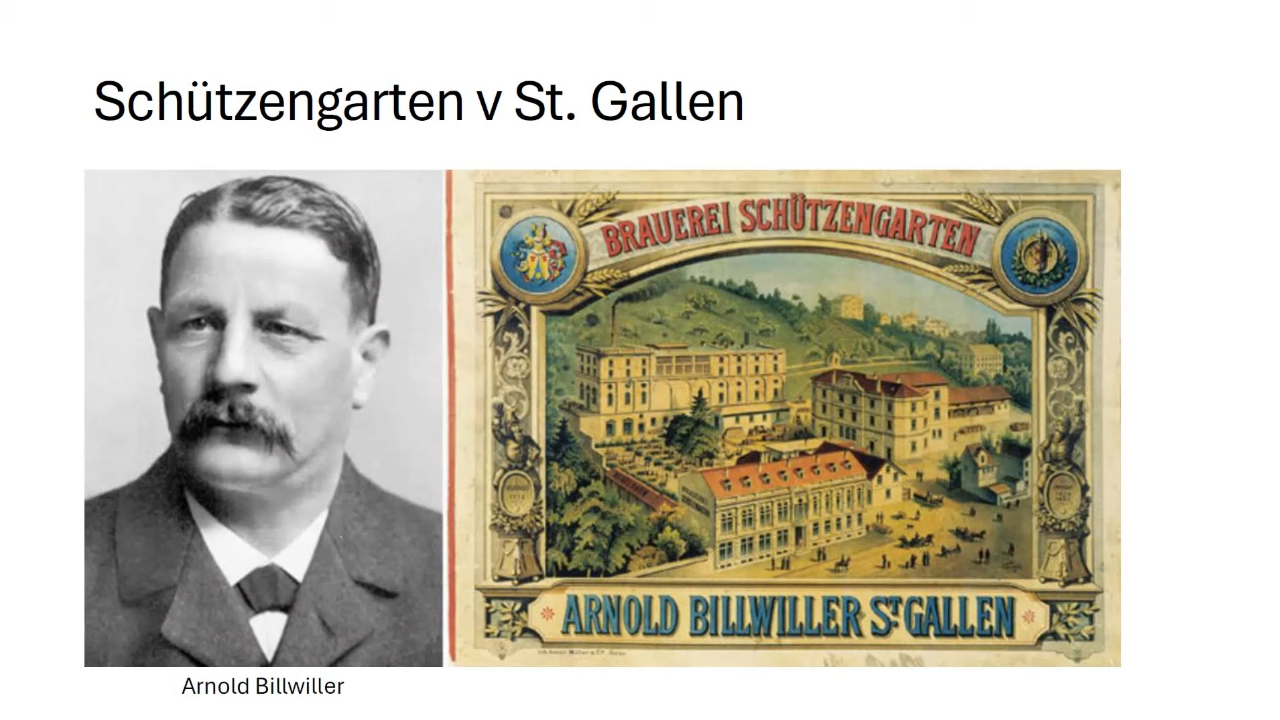 Schützengarten v St. Gallen
BRAUEREI SCHÜTZENGARTEN
ARNOLD BILLWILLER ST GALLEN
Arnold Billwiller